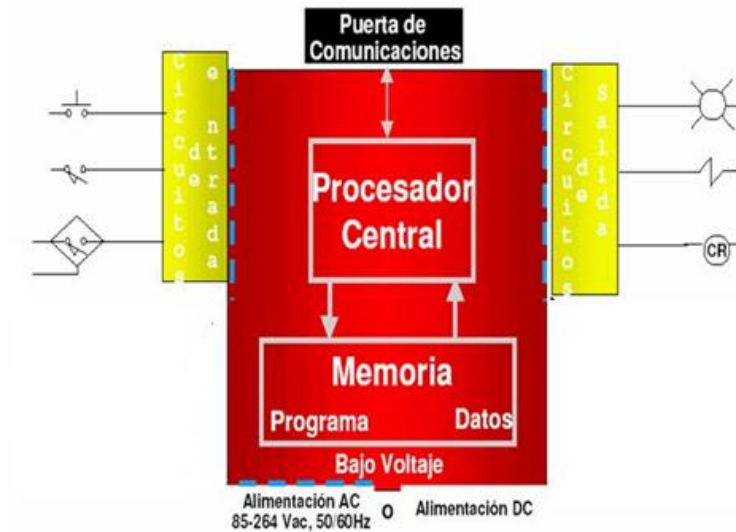 Puerta de
Comunicaciones
Circuitos
de
entrada
Procesador
Central
Circuitos
de
Salida
CR
Memoria
Programa Datos
Bajo Voltaje
Alimentación AC o Alimentación DC
85-264 Vac, 50/60Hz